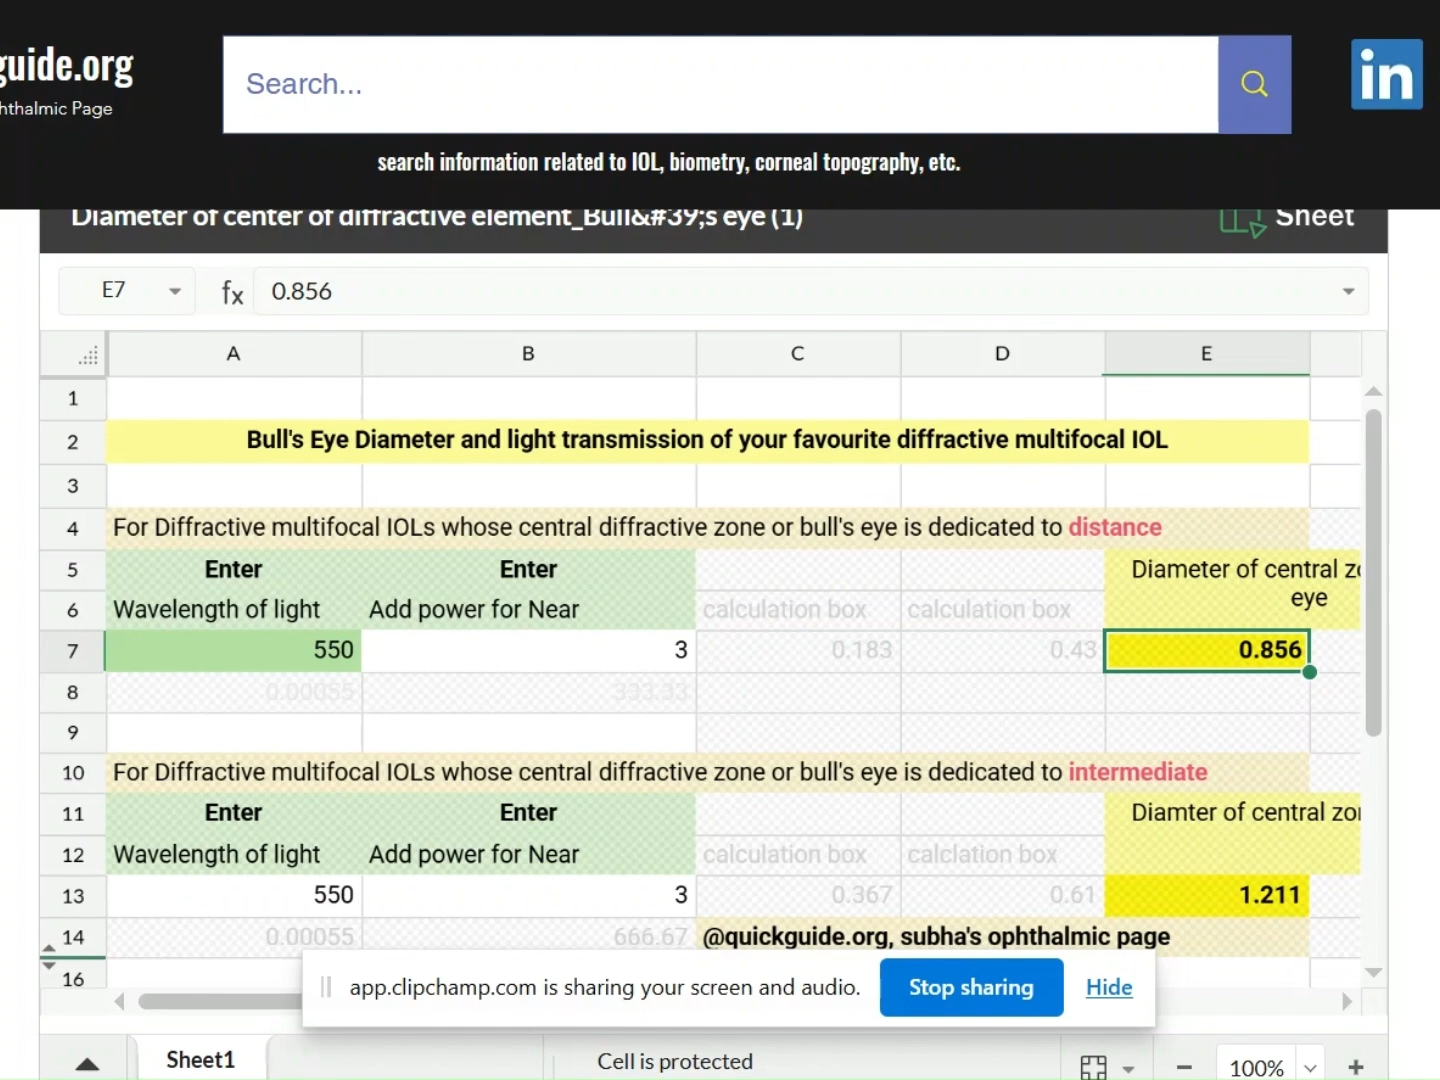 guide.org
hthalmic Page
Search...
in
search information related to IOL, biometry, corneal topography, etc.
Diameter of center of diffractive element_Bull&#39;s eye (1)
Sheet
E7
fx
0.856
A B C D E
1
2 Bull's Eye Diameter and light transmission of your favourite diffractive multifocal IOL
3
4 For Diffractive multifocal IOLs whose central diffractive zone or bull's eye is dedicated to distance
5 Enter Enter Diameter of central zo
eye
6 Wavelength of light Add power for Near calculation box calculation box
7 550 3 0.183 0.43 0.856
8 0.00055 333.33
9
10 For Diffractive multifocal IOLs whose central diffractive zone or bull's eye is dedicated to intermediate
11 Enter Enter Diamter of central zo
12 Wavelength of light Add power for Near calculation box calclation box
13 550 3 0.367 0.61 1.211
14 0.00055 666.67 @quickguide.org, subha's ophthalmic page
16
app.clipchamp.com is sharing your screen and audio. Stop sharing Hide
Sheet1 Cell is protected 100%